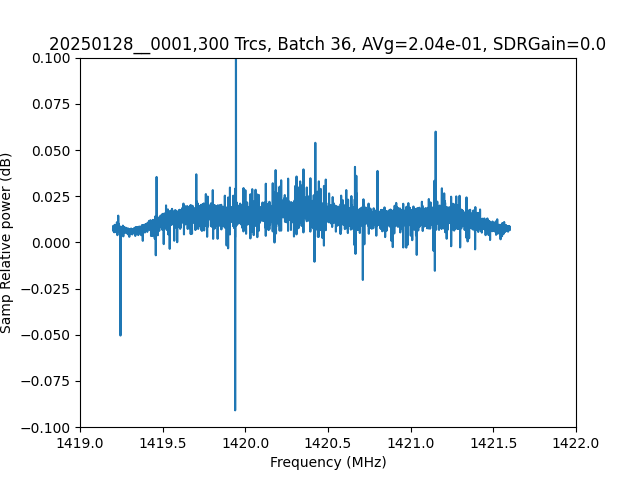 20250128__0001,300 Trcs, Batch 36, AVg=2.04e-01, SDRGain=0.0
0.100
0.075
0.050
0.025
0.000
−0.025
−0.050
−0.075
−0.100
Samp Relative power (dB)
1419.0 1419.5 1420.0 1420.5 1421.0 1421.5 1422.0
Frequency (MHz)